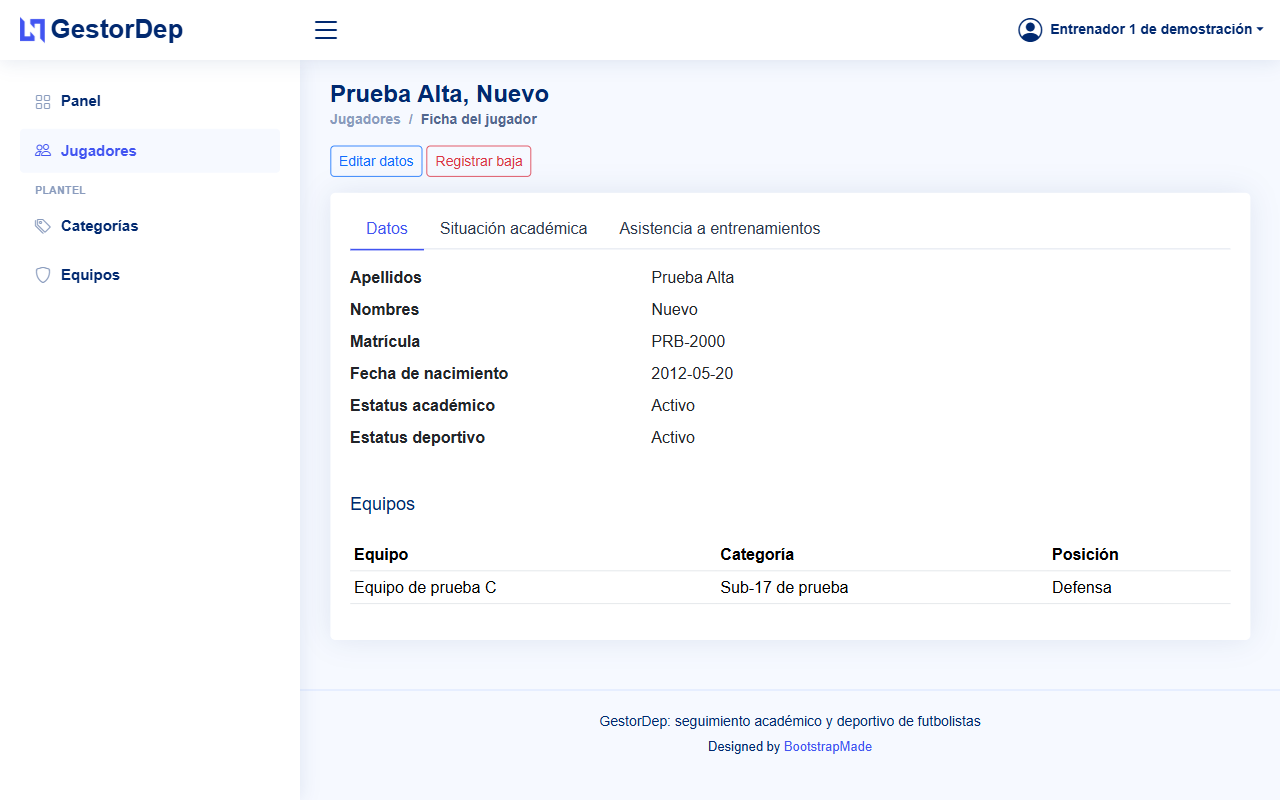 GestorDep
Entrenador 1 de demostración
Panel
Jugadores
PLANTEL
Categorías
Equipos
Prueba Alta, Nuevo
Jugadores / Ficha del jugador
Editar datos Registrar baja
Datos Situación académica Asistencia a entrenamientos
Apellidos Prueba Alta
Nombres Nuevo
Matrícula PRB-2000
Fecha de nacimiento 2012-05-20
Estatus académico Activo
Estatus deportivo Activo
Equipos
Equipo Categoría Posición
Equipo de prueba C Sub-17 de prueba Defensa
GestorDep: seguimiento académico y deportivo de futbolistas
Designed by BootstrapMade